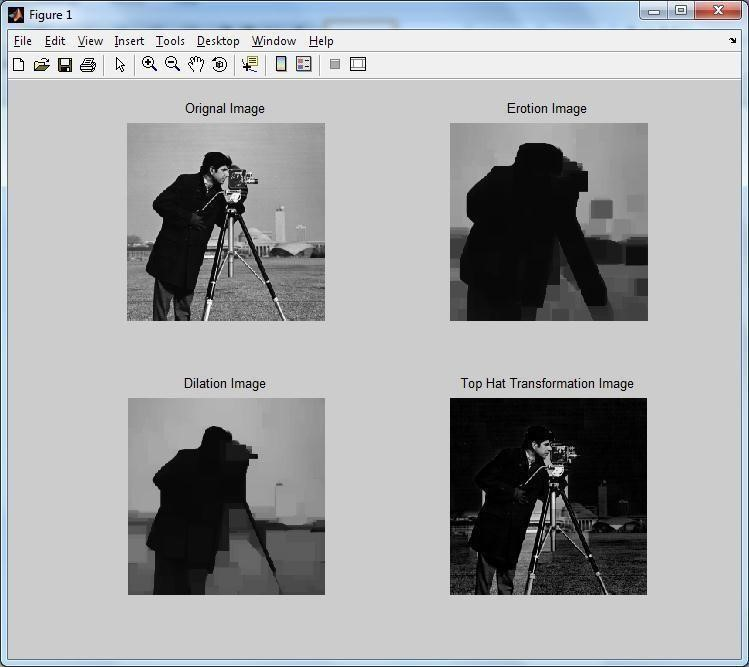 Figure 1
File Edit View Insert Tools Desktop Window Help
Orignal Image
Erotion Image
Dilation Image
Top Hat Transformation Image